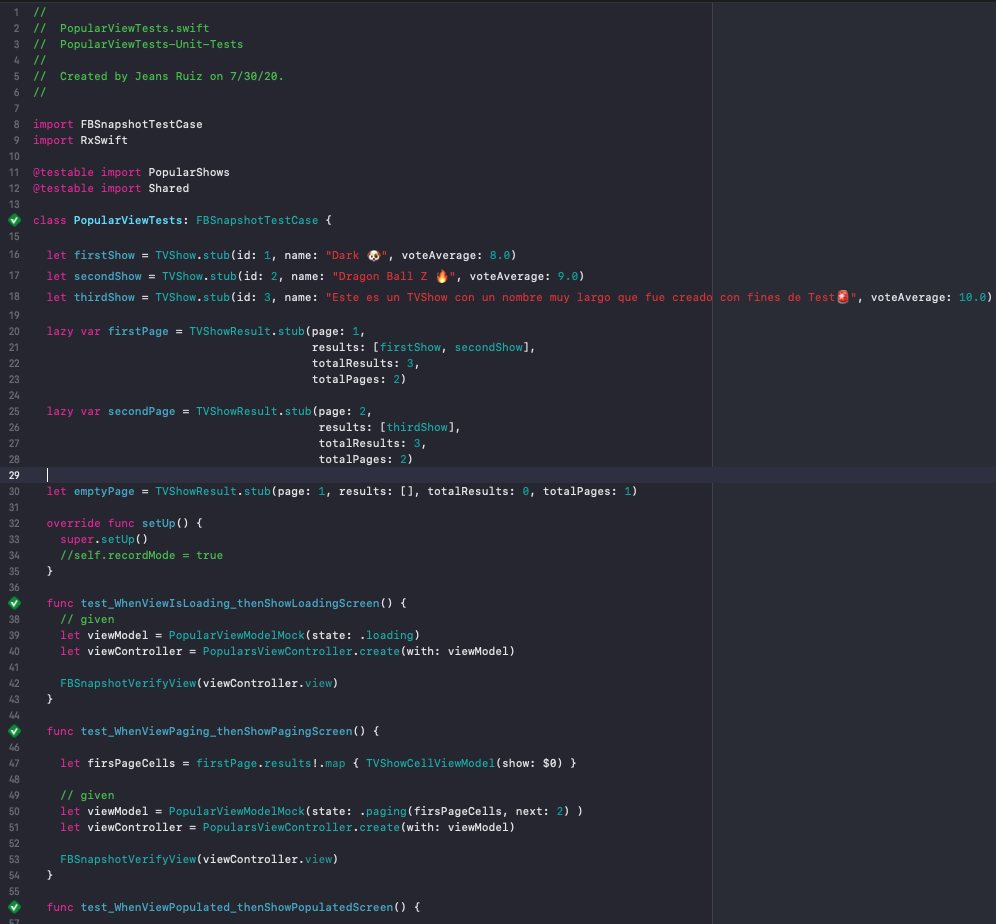 1 //
2 //  PopularViewTests.swift
3 //  PopularViewTests-Unit-Tests
4 //
5 //  Created by Jeans Ruiz on 7/30/20.
6 //
7
8 import FBSnapshotTestCase
9 import RxSwift
10
11 @testable import PopularShows
12 @testable import Shared
13
class PopularViewTests: FBSnapshotTestCase {
15
16   let firstShow = TVShow.stub(id: 1, name: "Dark 🐶", voteAverage: 8.0)
17   let secondShow = TVShow.stub(id: 2, name: "Dragon Ball Z 🔥", voteAverage: 9.0)
18   let thirdShow = TVShow.stub(id: 3, name: "Este es un TVShow con un nombre muy largo que fue creado con fines de Test🚨", voteAverage: 10.0)
19
20   lazy var firstPage = TVShowResult.stub(page: 1,
21                                          results: [firstShow, secondShow],
22                                          totalResults: 3,
23                                          totalPages: 2)
24
25   lazy var secondPage = TVShowResult.stub(page: 2,
26                                           results: [thirdShow],
27                                           totalResults: 3,
28                                           totalPages: 2)
29
30   let emptyPage = TVShowResult.stub(page: 1, results: [], totalResults: 0, totalPages: 1)
31
32   override func setUp() {
33     super.setUp()
34     //self.recordMode = true
35   }
36
func test_WhenViewIsLoading_thenShowLoadingScreen() {
38     // given
39     let viewModel = PopularViewModelMock(state: .loading)
40     let viewController = PopularsViewController.create(with: viewModel)
41
42     FBSnapshotVerifyView(viewController.view)
43   }
44
func test_WhenViewPaging_thenShowPagingScreen() {
46
47     let firsPageCells = firstPage.results!.map { TVShowCellViewModel(show: $0) }
48
49     // given
50     let viewModel = PopularViewModelMock(state: .paging(firsPageCells, next: 2) )
51     let viewController = PopularsViewController.create(with: viewModel)
52
53     FBSnapshotVerifyView(viewController.view)
54   }
55
func test_WhenViewPopulated_thenShowPopulatedScreen() {
57